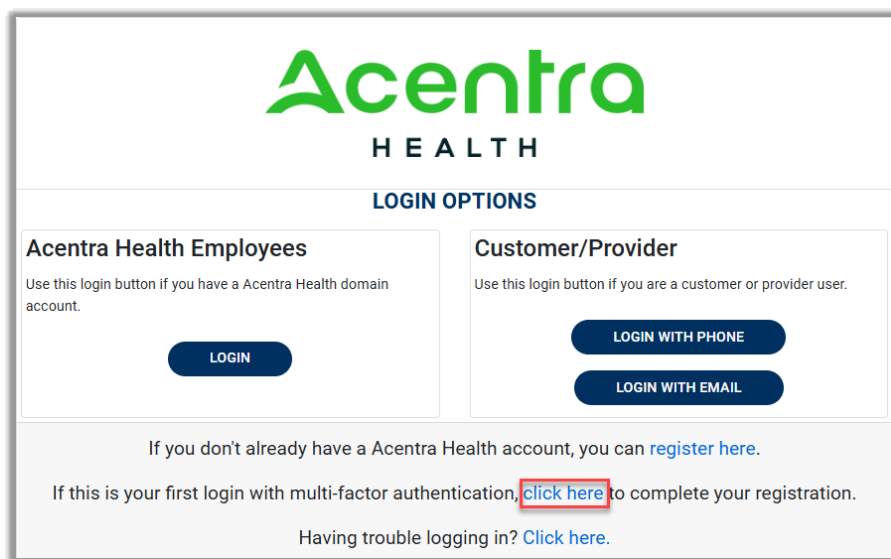 Acentra
HEALTH
LOGIN OPTIONS
Acentra Health Employees
Use this login button if you have a Acentra Health domain
account.
LOGIN
Customer/Provider
Use this login button if you are a customer or provider user.
LOGIN WITH PHONE
LOGIN WITH EMAIL
If you don't already have a Acentra Health account, you can register here.
If this is your first login with multi-factor authentication, click here to complete your registration.
Having trouble logging in? Click here.